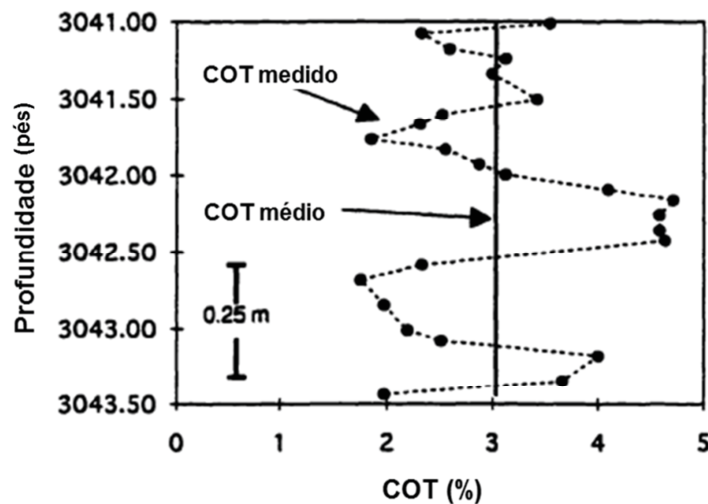 3041.00
COT medido
3041.50
3042.00
COT médio
3042.50
0.25 m
3043.00
3043.50
Profundidade (pés)
0 1 2 3 4 5
COT (%)